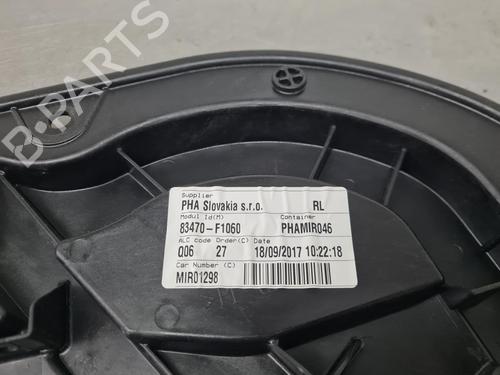 B-PARTS
Supplier
PHA Slovakia s.r.o. RL
Modul Id(M) Container
83470-F1060 PHAMIR046
ALC code Order(C) Date
Q06 27 18/09/2017 10:22:18
Car Number (C)
MIR01298